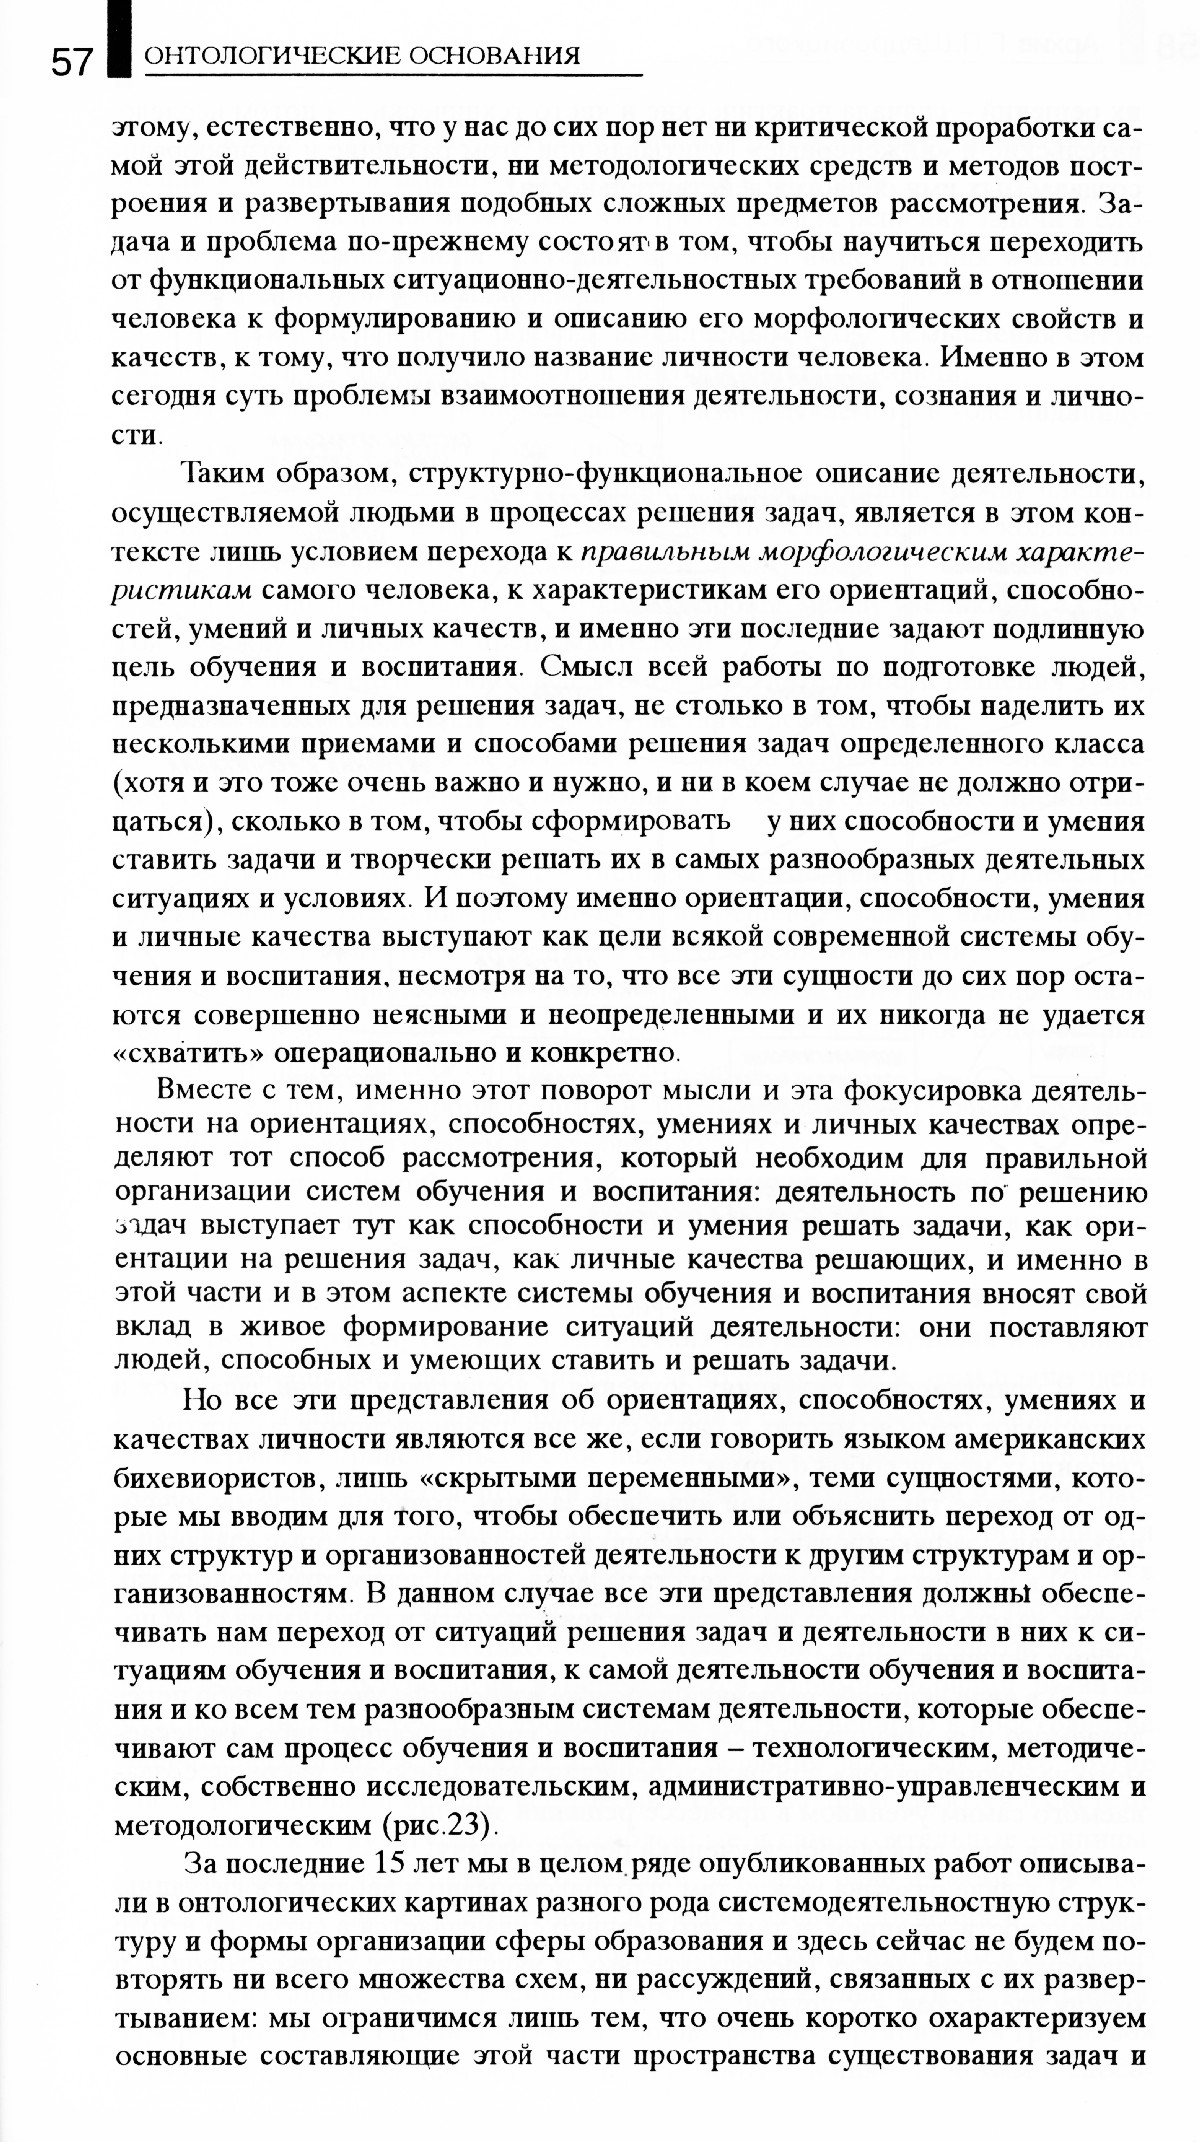 57
ОНТОЛОГИЧЕСКИЕ ОСНОВАНИЯ
этому, естественно, что у нас до сих пор нет ни критической проработки са-
мой этой действительности, ни методологических средств и методов пост-
роения и развертывания подобных сложных предметов рассмотрения. За-
дача и проблема по-прежнему состоят в том, чтобы научиться переходить
от функциональных ситуационно-деятельностных требований в отношении
человека к формулированию и описанию его морфологических свойств и
качеств, к тому, что получило название личности человека. Именно в этом
сегодня суть проблемы взаимоотношения деятельности, сознания и лично-
сти.
Таким образом, структурно-функциональное описание деятельности,
осуществляемой людьми в процессах решения задач, является в этом кон-
тексте лишь условием перехода к правильным морфологическим характе-
ристикам самого человека, к характеристикам его ориентаций, способно-
стей, умений и личных качеств, и именно эти последние задают подлинную
цель обучения и воспитания. Смысл всей работы по подготовке людей,
предназначенных для решения задач, не столько в том, чтобы наделить их
несколькими приемами и способами решения задач определенного класса
(хотя и это тоже очень важно и нужно, и ни в коем случае не должно отри-
цаться), сколько в том, чтобы сформировать у них способности и умения
ставить задачи и творчески решать их в самых разнообразных деятельных
ситуациях и условиях. И поэтому именно ориентации, способности, умения
и личные качества выступают как цели всякой современной системы обу-
чения и воспитания, несмотря на то, что все эти сущности до сих пор оста-
ются совершенно неясными и неопределенными и их никогда не удается
«схватить» операционально и конкретно.
Вместе с тем, именно этот поворот мысли и эта фокусировка деятель-
ности на ориентациях, способностях, умениях и личных качествах опре-
деляют тот способ рассмотрения, который необходим для правильной
организации систем обучения и воспитания: деятельность по решению
задач выступает тут как способности и умения решать задачи, как ори-
ентации на решения задач, как личные качества решающих, и именно в
этой части и в этом аспекте системы обучения и воспитания вносят свой
вклад в живое формирование ситуаций деятельности: они поставляют
людей, способных и умеющих ставить и решать задачи.
Но все эти представления об ориентациях, способностях, умениях и
качествах личности являются все же, если говорить языком американских
бихевиористов, лишь «скрытыми переменными», теми сущностями, кото-
рые мы вводим для того, чтобы обеспечить или объяснить переход от од-
них структур и организованностей деятельности к другим структурам и ор-
ганизованностям. В данном случае все эти представления должны обеспе-
чивать нам переход от ситуаций решения задач и деятельности в них к си-
туациям обучения и воспитания, к самой деятельности обучения и воспита-
ния и ко всем тем разнообразным системам деятельности, которые обеспе-
чивают сам процесс обучения и воспитания – технологическим, методиче-
ским, собственно исследовательским, административно-управленческим и
методологическим (рис.23).
За последние 15 лет мы в целом ряде опубликованных работ описыва-
ли в онтологических картинах разного рода системодеятельностную струк-
туру и формы организации сферы образования и здесь сейчас не будем по-
вторять ни всего множества схем, ни рассуждений, связанных с их развер-
тыванием: мы ограничимся лишь тем, что очень коротко охарактеризуем
основные составляющие этой части пространства существования задач и